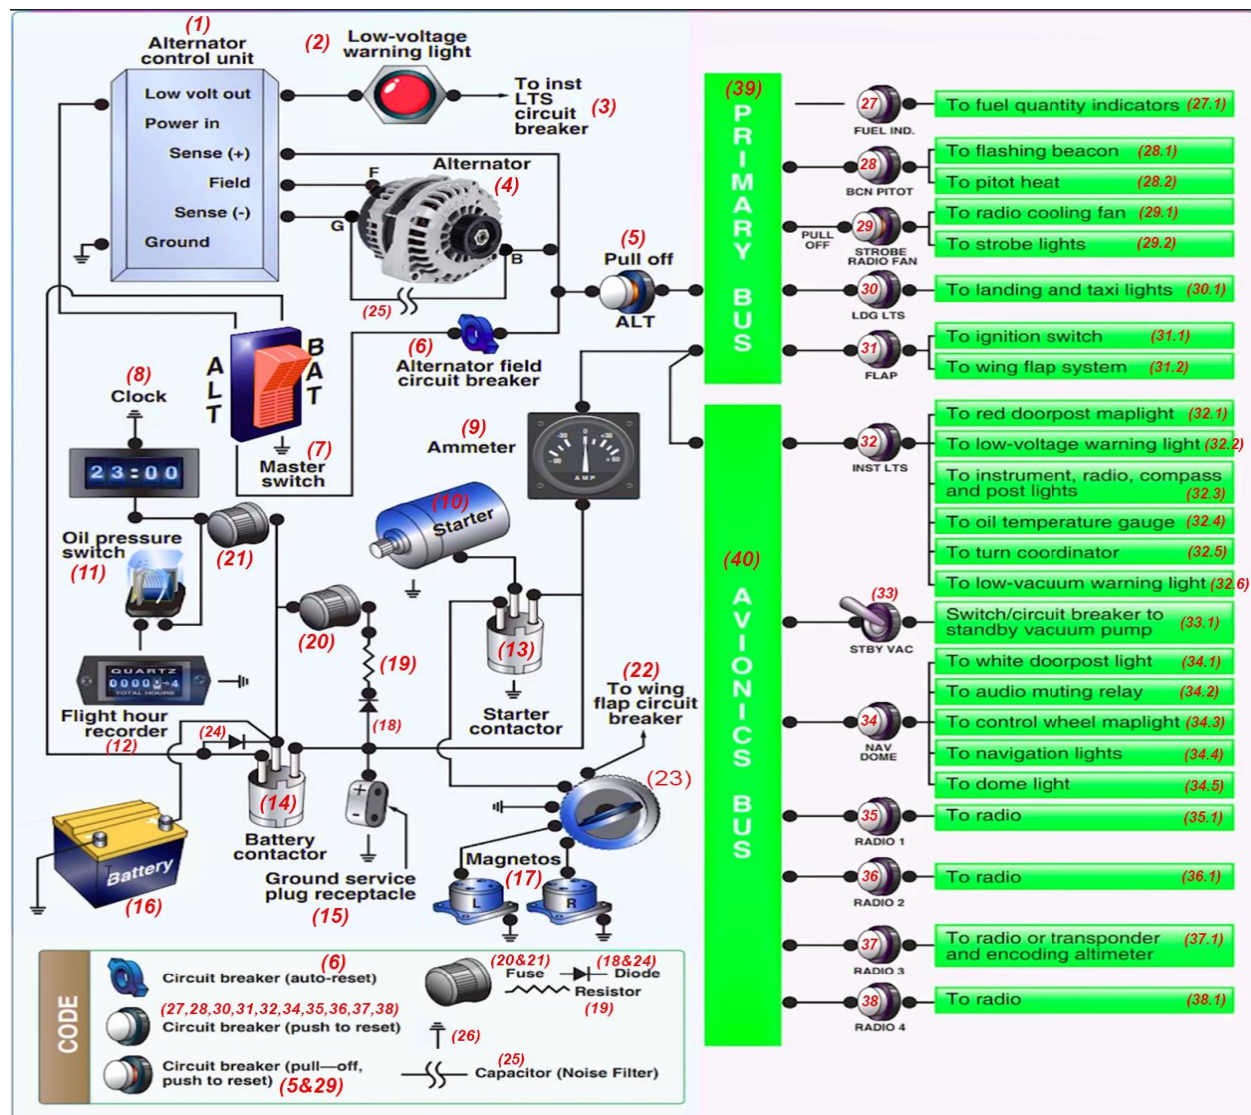 (1)
Alternator
control unit
Low volt out
Power in
Sense (+)
Field
Sense (-)
Ground
(2)
Low-voltage
warning light
To inst
LTS
circuit
breaker
(3)
Alternator
(4)
F
G
B
(25)
(5)
Pull off
ALT
(6)
Alternator field
circuit breaker
ALT
BAT
(7)
Master
switch
(8)
Clock
23:00
(9)
Ammeter
-60
-30
0
+30
+60
AMP
(10)
Starter
Oil pressure
switch
(11)
(21)
(20)
(19)
(18)
(13)
Starter
contactor
QUARTZ
TOTAL HOURS
Flight hour
recorder
(12)
(24)
(14)
Battery
contactor
+
-
Ground service
plug receptacle
(15)
Battery
(16)
(22)
To wing
flap circuit
breaker
(23)
Magnetos
(17)
L
R
(39)
PRIMARY BUS
(40)
AVIONICS BUS
27
FUEL IND.
To fuel quantity indicators (27.1)
28
BCN PITOT
To flashing beacon (28.1)
To pitot heat (28.2)
PULL
OFF
29
STROBE
RADIO FAN
To radio cooling fan (29.1)
To strobe lights (29.2)
30
LDG LTS
To landing and taxi lights (30.1)
31
FLAP
To ignition switch (31.1)
To wing flap system (31.2)
32
INST LTS
To red doorpost maplight (32.1)
To low-voltage warning light (32.2)
To instrument, radio, compass
and post lights (32.3)
To oil temperature gauge (32.4)
To turn coordinator (32.5)
To low-vacuum warning light (32.6)
(33)
STBY VAC
Switch/circuit breaker to
standby vacuum pump (33.1)
34
NAV
DOME
To white doorpost light (34.1)
To audio muting relay (34.2)
To control wheel maplight (34.3)
To navigation lights (34.4)
To dome light (34.5)
35
RADIO 1
To radio (35.1)
36
RADIO 2
To radio (36.1)
37
RADIO 3
To radio or transponder
and encoding altimeter (37.1)
38
RADIO 4
To radio (38.1)
CODE
(6)
Circuit breaker (auto-reset)
(27,28,30,31,32,34,35,36,37,38)
Circuit breaker (push to reset)
Circuit breaker (pull—off,
push to reset) (5&29)
(20&21)
Fuse
(18&24)
Diode
Resistor
(19)
(26)
(25)
Capacitor (Noise Filter)